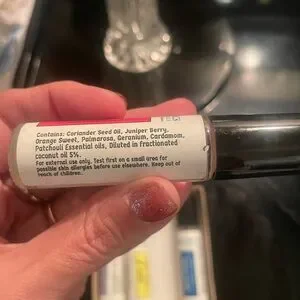 Contains: Coriander Seed Oil, Juniper Berry,
Orange Sweet, Palmarosa, Geranium, Cardamom,
Patchouli Essential oils, Diluted in fractionated
coconut oil 5%.
For external use only. Test first on a small area for
possible skin allergies before use elsewhere. Keep out of
reach of children.